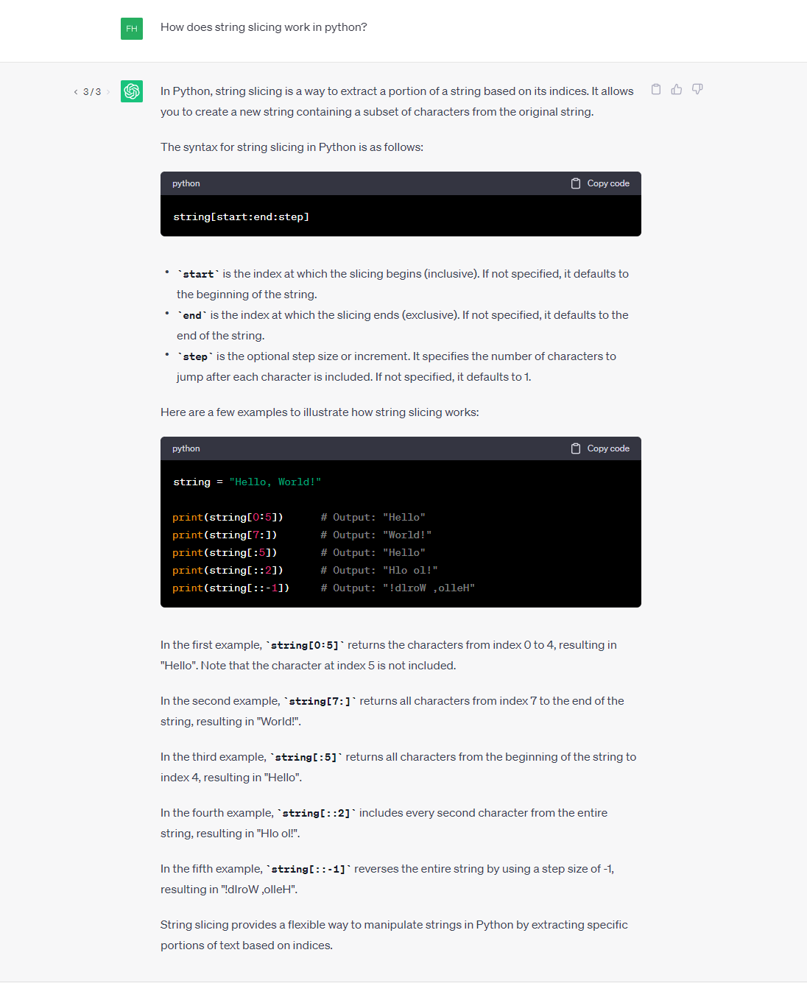 FH
How does string slicing work in python?
< 3 / 3 >
In Python, string slicing is a way to extract a portion of a string based on its indices. It allows
you to create a new string containing a subset of characters from the original string.
The syntax for string slicing in Python is as follows:
python
Copy code
string[start:end:step]
• `start` is the index at which the slicing begins (inclusive). If not specified, it defaults to
the beginning of the string.
• `end` is the index at which the slicing ends (exclusive). If not specified, it defaults to the
end of the string.
• `step` is the optional step size or increment. It specifies the number of characters to
jump after each character is included. If not specified, it defaults to 1.
Here are a few examples to illustrate how string slicing works:
python
Copy code
string = "Hello, World!"
print(string[0:5])      # Output: "Hello"
print(string[7:])       # Output: "World!"
print(string[:5])       # Output: "Hello"
print(string[::2])      # Output: "Hlo ol!"
print(string[::-1])     # Output: "!dlroW ,olleH"
In the first example, `string[0:5]` returns the characters from index 0 to 4, resulting in
"Hello". Note that the character at index 5 is not included.
In the second example, `string[7:]` returns all characters from index 7 to the end of the
string, resulting in "World!".
In the third example, `string[:5]` returns all characters from the beginning of the string to
index 4, resulting in "Hello".
In the fourth example, `string[::2]` includes every second character from the entire
string, resulting in "Hlo ol!".
In the fifth example, `string[::-1]` reverses the entire string by using a step size of -1,
resulting in "!dlroW ,olleH".
String slicing provides a flexible way to manipulate strings in Python by extracting specific
portions of text based on indices.